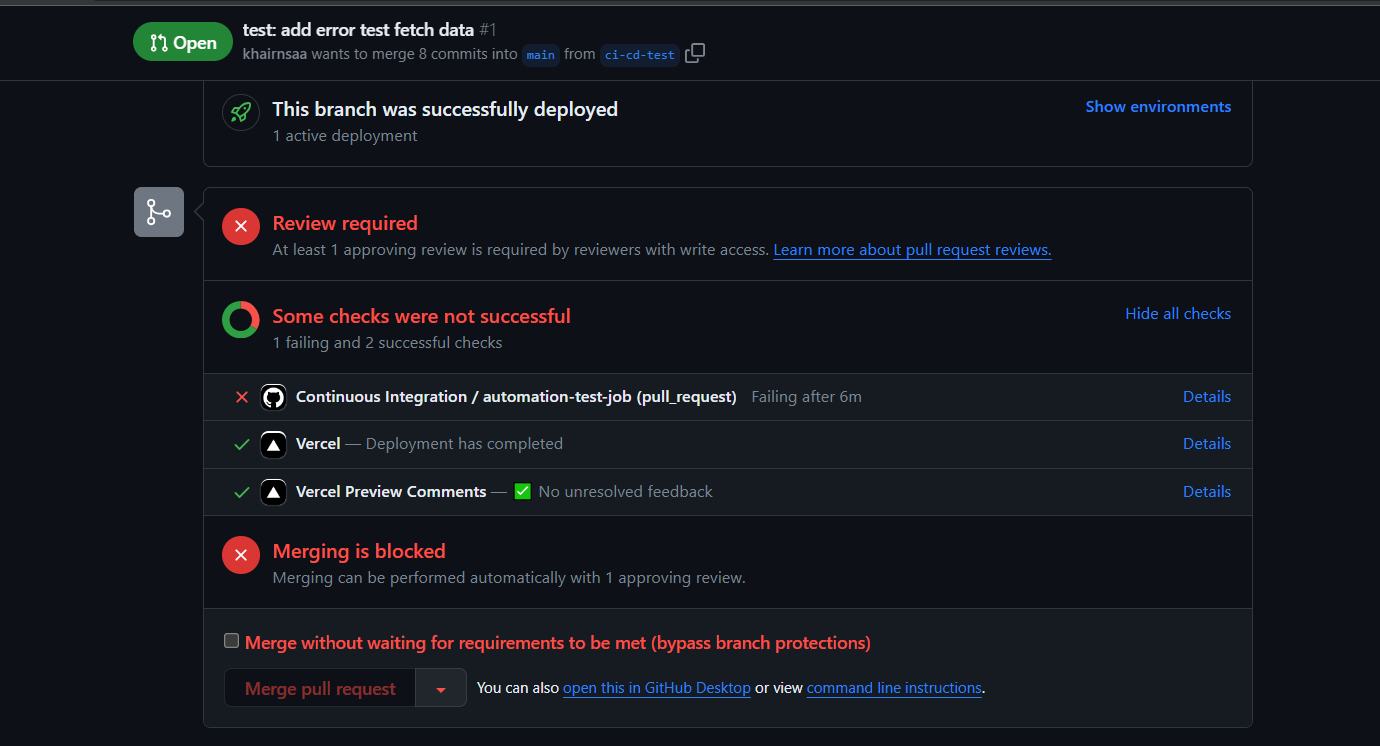 Open
test: add error test fetch data #1
khairnsaa wants to merge 8 commits into main from ci-cd-test
This branch was successfully deployed
Show environments
1 active deployment
Review required
At least 1 approving review is required by reviewers with write access. Learn more about pull request reviews.
Some checks were not successful
Hide all checks
1 failing and 2 successful checks
Continuous Integration / automation-test-job (pull_request) Failing after 6m
Details
Vercel — Deployment has completed
Details
Vercel Preview Comments — ✅ No unresolved feedback
Details
Merging is blocked
Merging can be performed automatically with 1 approving review.
Merge without waiting for requirements to be met (bypass branch protections)
Merge pull request
You can also open this in GitHub Desktop or view command line instructions.